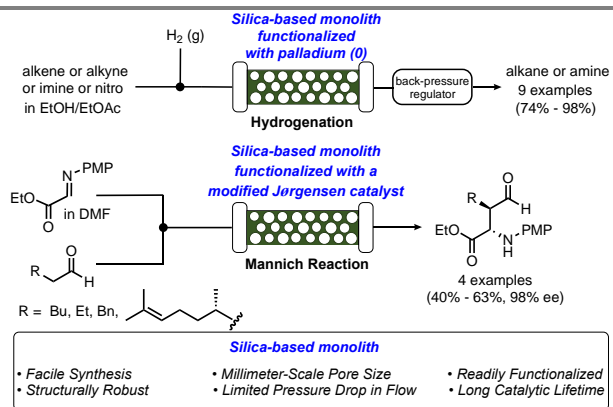 Silica-based monolith
functionalized
with palladium (0)
H2 (g)
alkene or alkyne
or imine or nitro
in EtOH/EtOAc
back-pressure
regulator
alkane or amine
9 examples
(74% - 98%)
Hydrogenation
Silica-based monolith
functionalized with a
modified Jørgensen catalyst
N PMP
EtO
O
in DMF
R
O
H
Mannich Reaction
R O
H
EtO
O
N
H
PMP
4 examples
(40% - 63%, 98% ee)
R = Bu, Et, Bn,
Silica-based monolith
• Facile Synthesis
• Millimeter-Scale Pore Size
• Readily Functionalized
• Structurally Robust
• Limited Pressure Drop in Flow
• Long Catalytic Lifetime